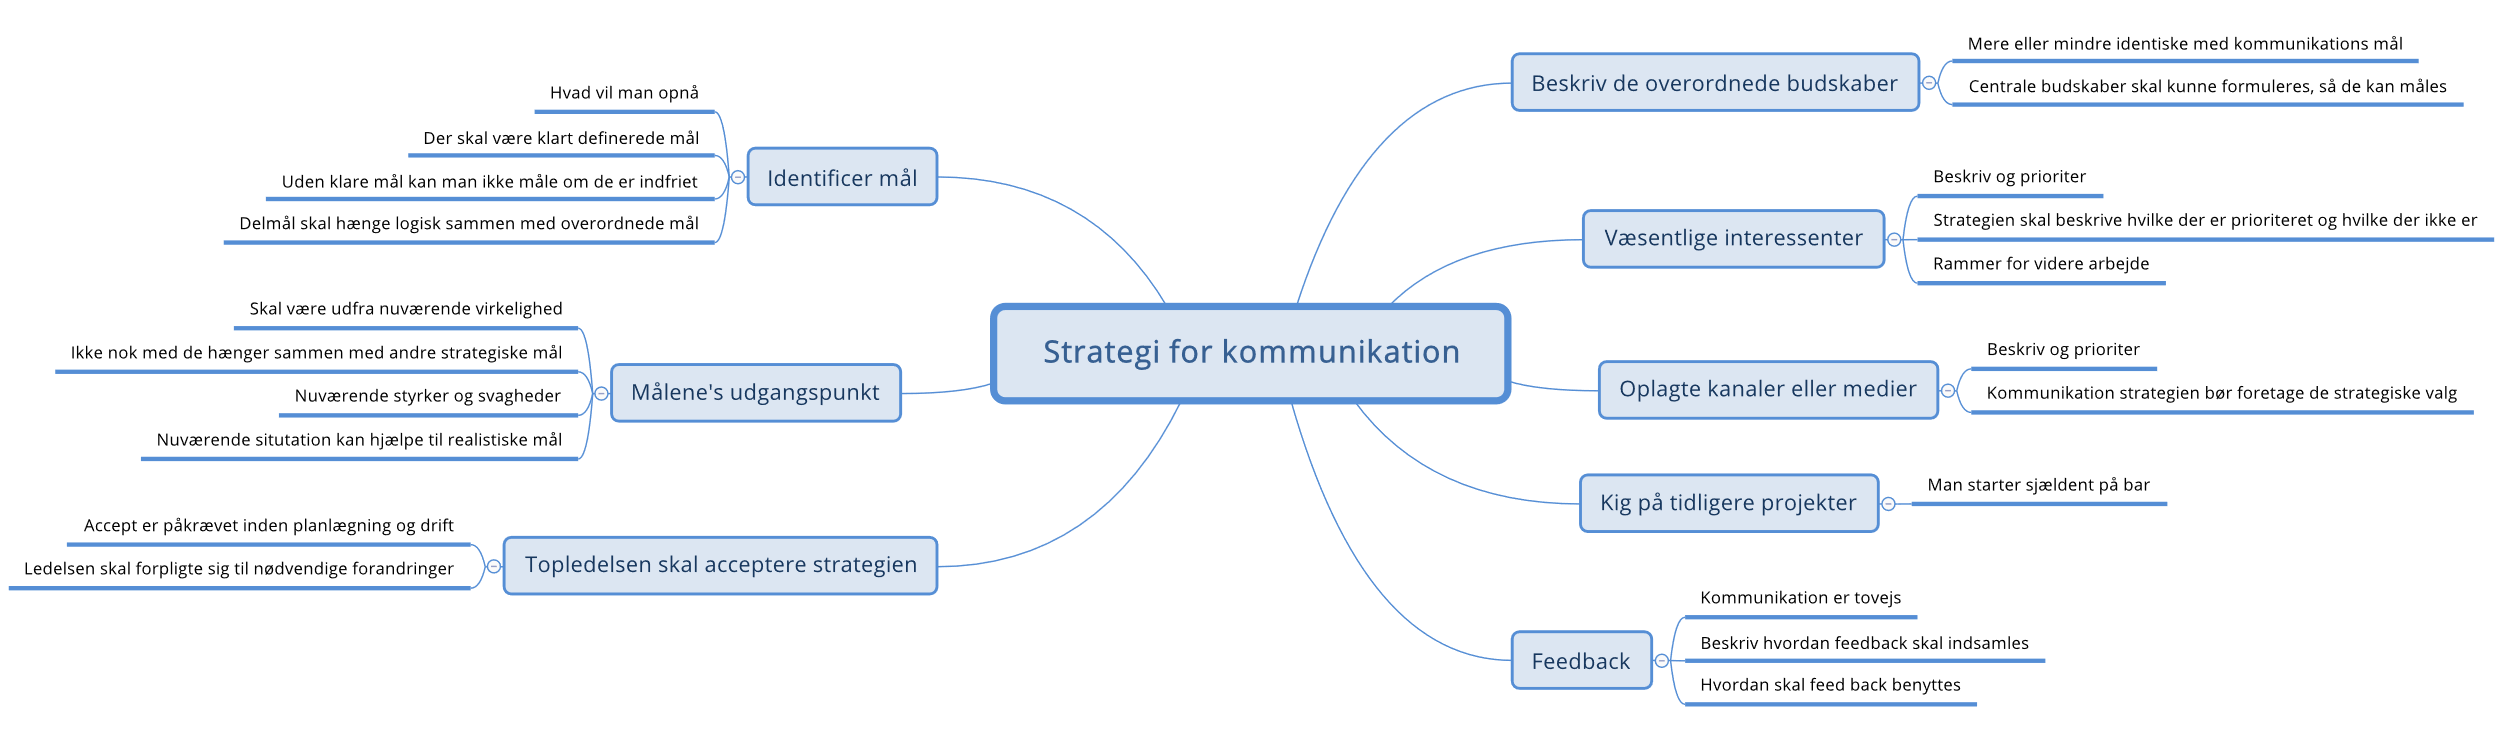 Strategi for kommunikation
Beskriv de overordnede budskaber
Mere eller mindre identiske med kommunikations mål
Centrale budskaber skal kunne formuleres, så de kan måles
Væsentlige interessenter
Beskriv og prioriter
Strategien skal beskrive hvilke der er prioriteret og hvilke der ikke er
Rammer for videre arbejde
Oplagte kanaler eller medier
Beskriv og prioriter
Kommunikation strategien bør foretage de strategiske valg
Kig på tidligere projekter
Man starter sjældent på bar
Feedback
Kommunikation er tovejs
Beskriv hvordan feedback skal indsamles
Hvordan skal feed back benyttes
Identificer mål
Hvad vil man opnå
Der skal være klart definerede mål
Uden klare mål kan man ikke måle om de er indfriet
Delmål skal hænge logisk sammen med overordnede mål
Målene's udgangspunkt
Skal være udfra nuværende virkelighed
Ikke nok med de hænger sammen med andre strategiske mål
Nuværende styrker og svagheder
Nuværende situtation kan hjælpe til realistiske mål
Topledelsen skal acceptere strategien
Accept er påkrævet inden planlægning og drift
Ledelsen skal forpligte sig til nødvendige forandringer